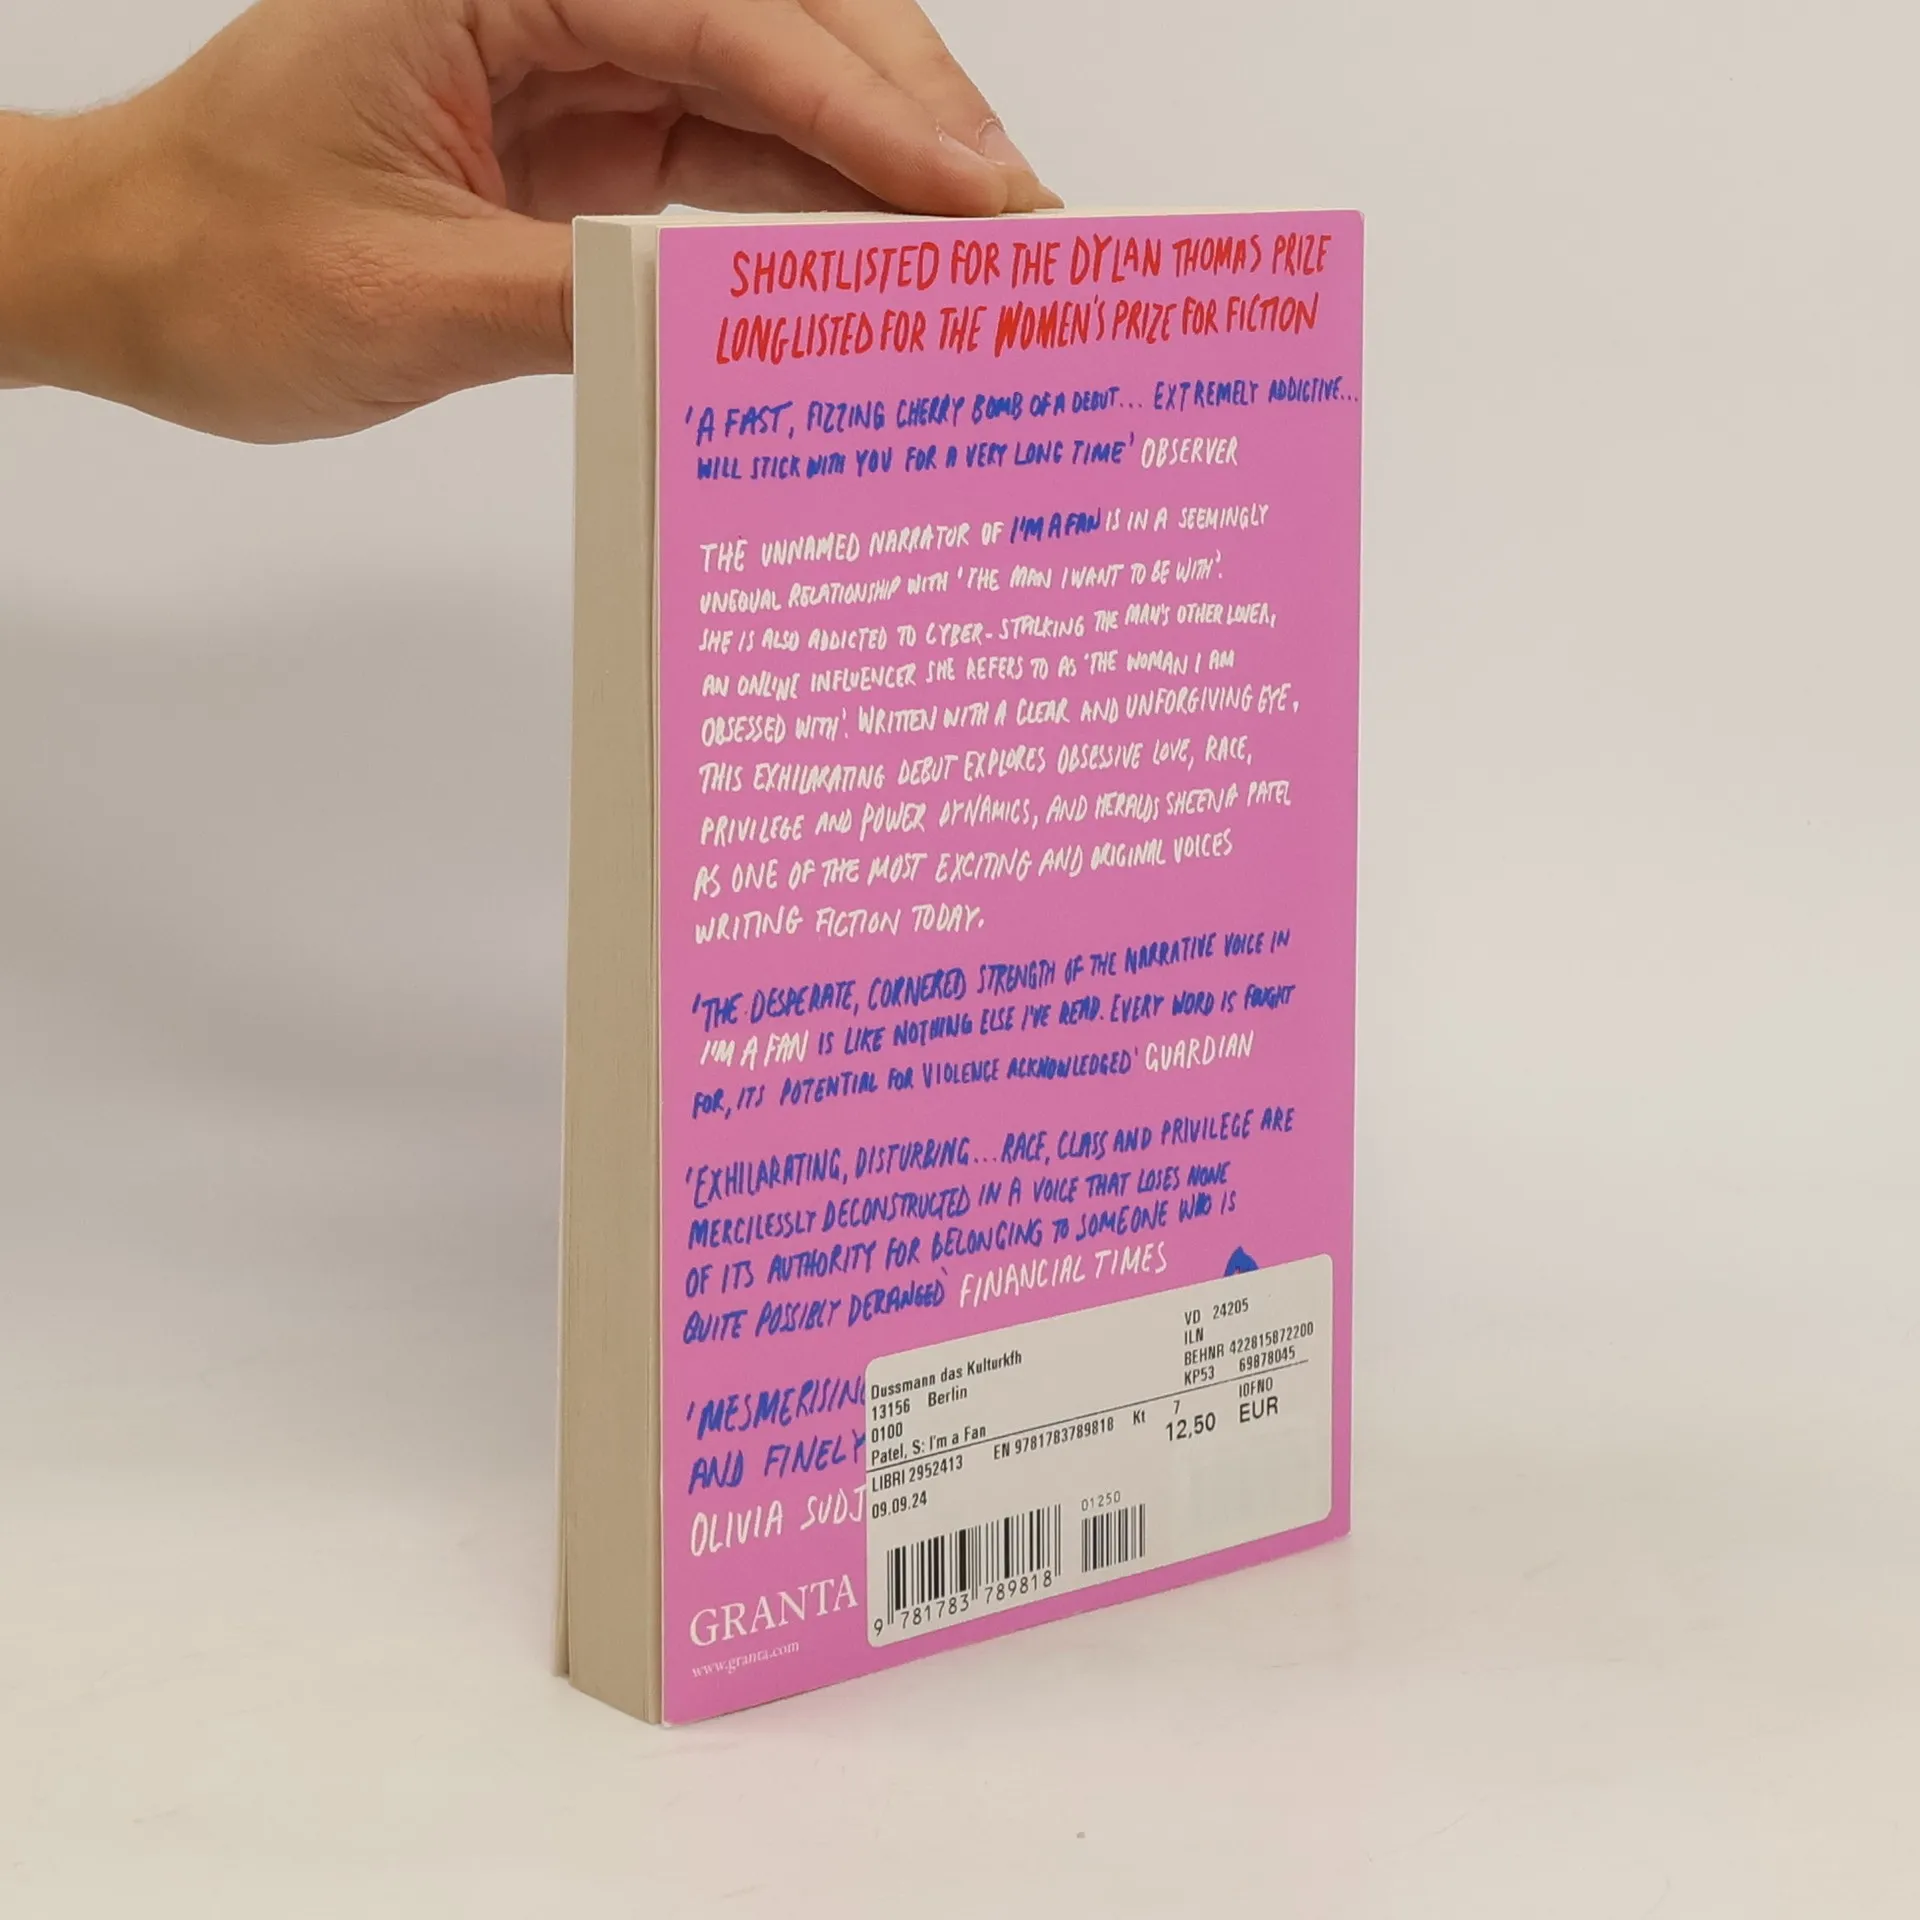 SHORTLISTED FOR THE DYLAN THOMAS PRIZE
LONGLISTED FOR THE WOMEN'S PRIZE FOR FICTION
'A FAST, FIZZING CHERRY BOMB OF A DEBUT... EXTREMELY ADDICTIVE...
WILL STICK WITH YOU FOR A VERY LONG TIME' OBSERVER
THE UNNAMED NARRATOR OF I'M A FAN IS IN A SEEMINGLY
UNEQUAL RELATIONSHIP WITH 'THE MAN I WANT TO BE WITH'.
SHE IS ALSO ADDICTED TO CYBER-STALKING THE MAN'S OTHER LOVER,
AN ONLINE INFLUENCER SHE REFERS TO AS 'THE WOMAN I AM
OBSESSED WITH'. WRITTEN WITH A CLEAR AND UNFORGIVING EYE,
THIS EXHILARATING DEBUT EXPLORES OBSESSIVE LOVE, RACE,
PRIVILEGE AND POWER DYNAMICS, AND HERALDS SHEENA PATEL
AS ONE OF THE MOST EXCITING AND ORIGINAL VOICES
WRITING FICTION TODAY.
'THE DESPERATE, CORNERED STRENGTH OF THE NARRATIVE VOICE IN
I'M A FAN IS LIKE NOTHING ELSE I'VE READ. EVERY WORD IS FOUGHT
FOR, ITS POTENTIAL FOR VIOLENCE ACKNOWLEDGED' GUARDIAN
'EXHILARATING, DISTURBING...RACE, CLASS AND PRIVILEGE ARE
MERCILESSLY DECONSTRUCTED IN A VOICE THAT LOSES NONE
OF ITS AUTHORITY FOR BELONGING TO SOMEONE WHO IS
QUITE POSSIBLY DERANGED' FINANCIAL TIMES
'MESMERISING
AND FINELY
OLIVIA SUDJ
GRANTA
www.granta.com
Dussmann das Kulturkfh
13156 Berlin
0100
Patel, S: I'm a Fan
VD 24205
ILN
BEHNR 422815872200
KP53 69878045
LIBRI 2952413 EN 9781783789818 Kt 7 IOFNO
09.09.24 12,50 EUR
01250
9 781783 789818